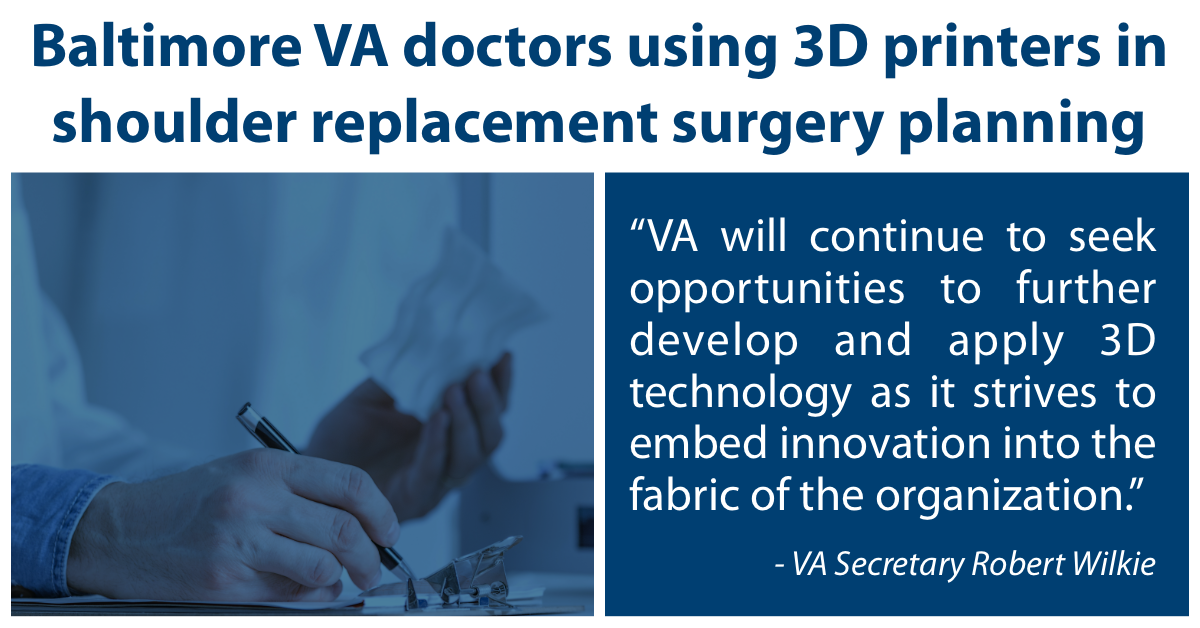 Baltimore VA doctors using 3D printers in
shoulder replacement surgery planning
“VA will continue to seek
opportunities to further
develop and apply 3D
technology as it strives to
embed innovation into the
fabric of the organization.”
- VA Secretary Robert Wilkie